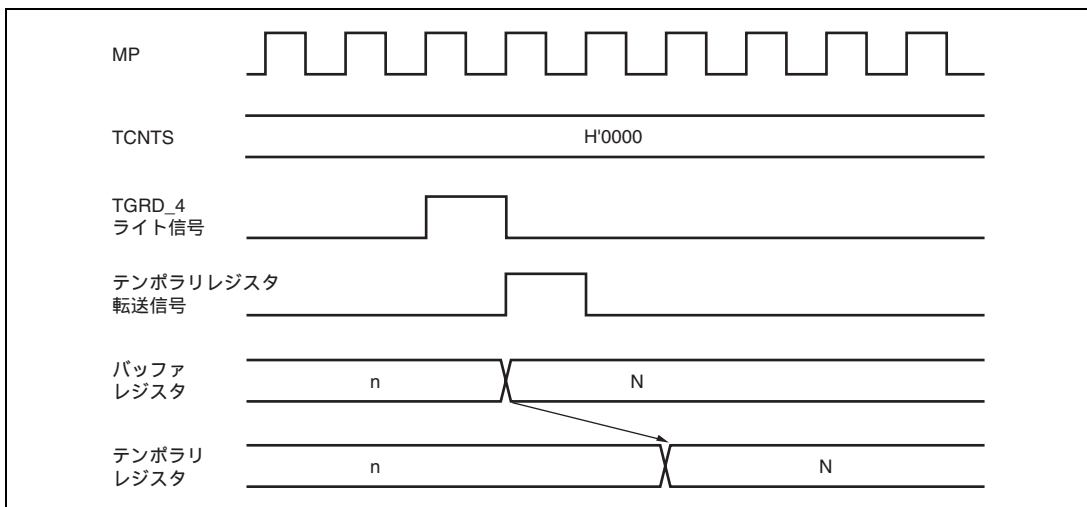 MP
TCNTS
H'0000
TGRD_4
ライト信号
テンポラリレジスタ
転送信号
バッファ
レジスタ
n
N
テンポラリ
レジスタ
n
N